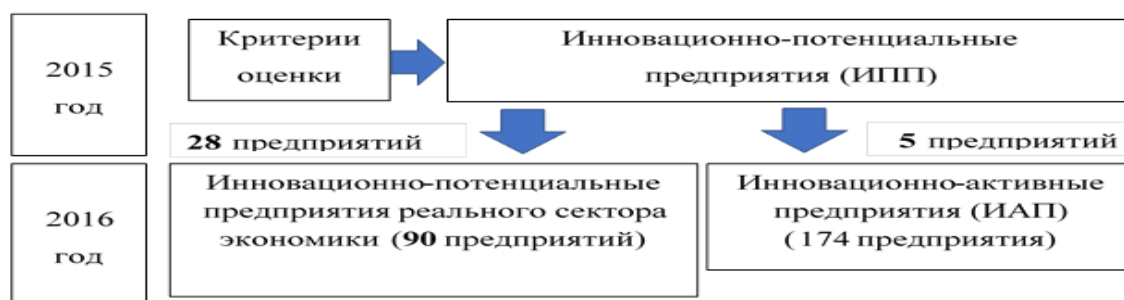 2015
год
Критерии
оценки
Инновационно-потенциальные
предприятия (ИПП)
28 предприятий
5 предприятий
2016
год
Инновационно-потенциальные
предприятия реального сектора
экономики (90 предприятий)
Инновационно-активные
предприятия (ИАП)
(174 предприятия)